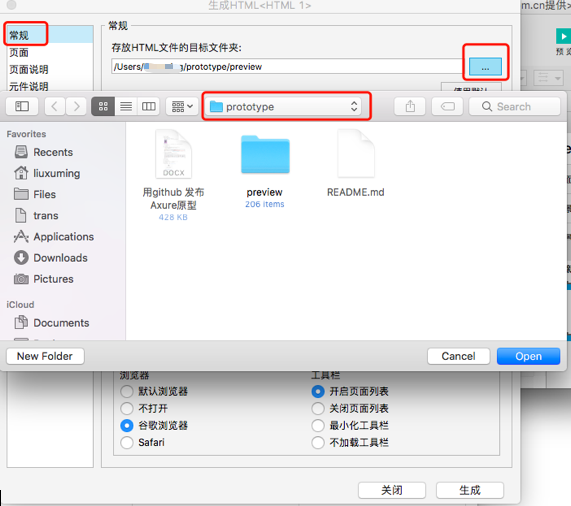 生成HTML<HTML 1>
m.cn提供>
常规
页面
页面说明
元件说明
常规
存放HTML文件的目标文件夹:
/Users/
g/prototype/preview
...
预 览
prototype
Search
Favorites
Recents
liuxuming
Files
trans
Applications
Downloads
Pictures
iCloud
Documents
DOCX
用github 发布
Axure原型
428 KB
preview
206 items
README.md
New Folder
Cancel
Open
浏览器
默认浏览器
不打开
谷歌浏览器
Safari
工具栏
开启页面列表
关闭页面列表
最小化工具栏
不加载工具栏
关闭
生成